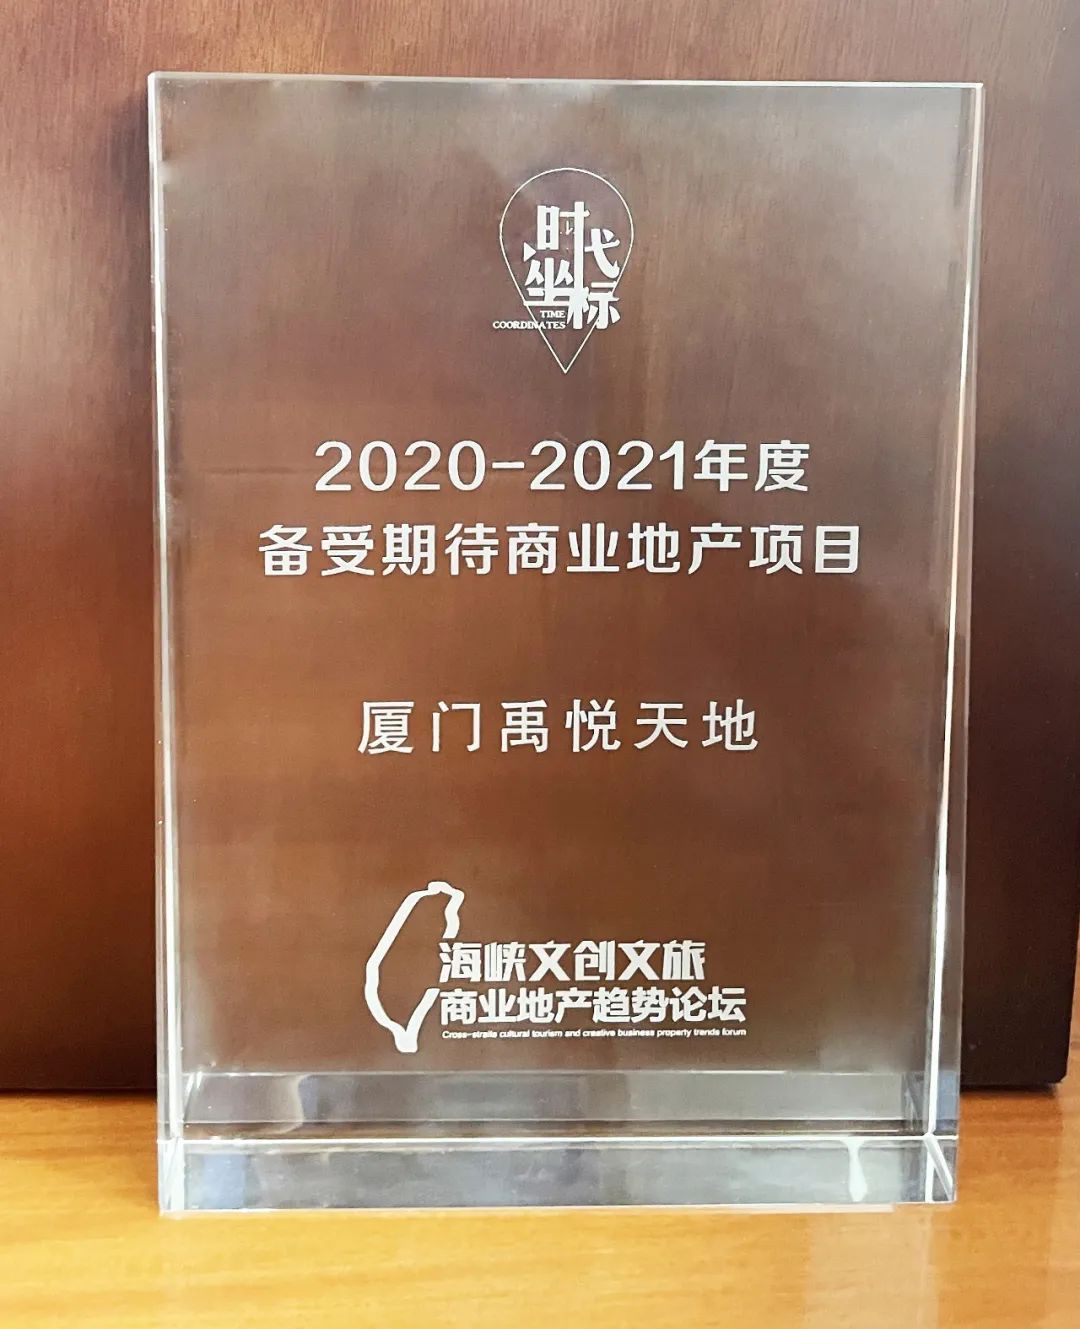 时代
坐标
TIME
COORDINATES
2020-2021年度
备受期待商业地产项目
厦门禹悦天地
海峡文创文旅
商业地产趋势论坛
Cross-straits cultural tourism and creative business property trends forum